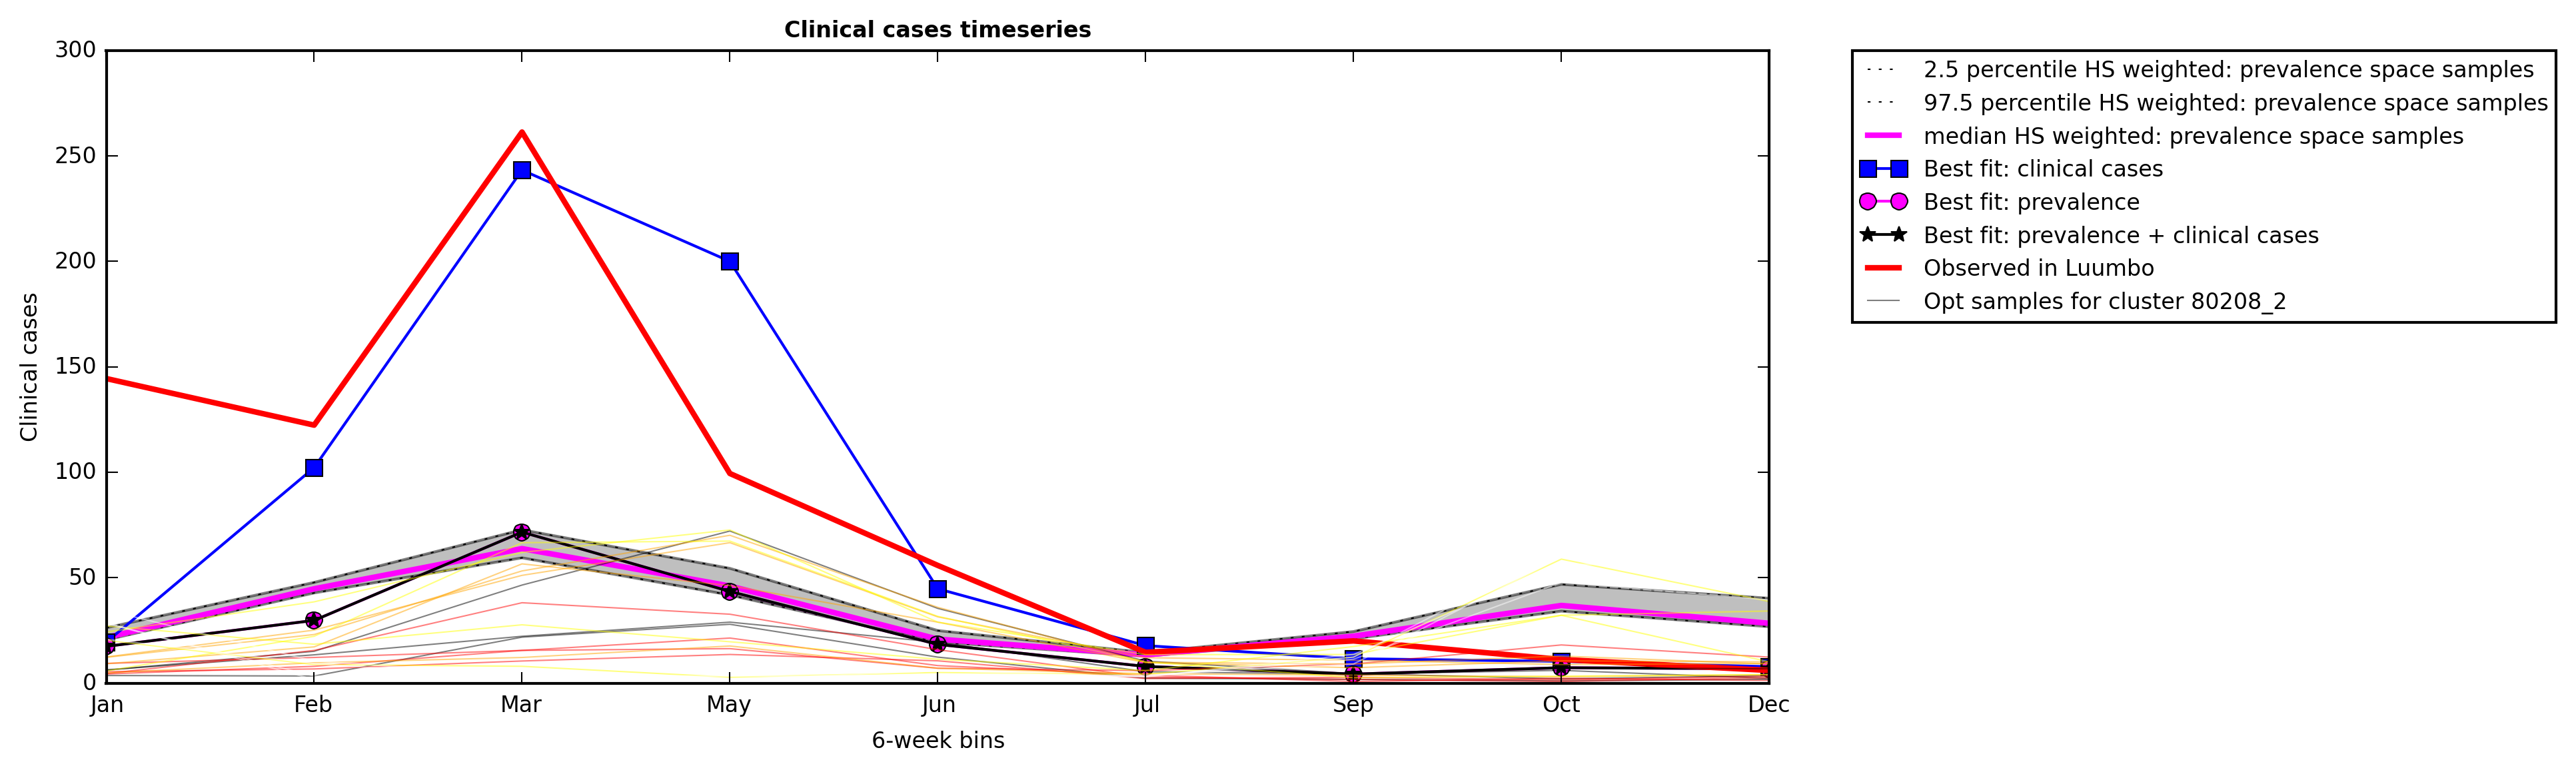 Clinical cases timeseries
300
250
200
150
100
50
0
Clinical cases
Jan Feb Mar May Jun Jul Sep Oct Dec
6-week bins
2.5 percentile HS weighted: prevalence space samples
97.5 percentile HS weighted: prevalence space samples
median HS weighted: prevalence space samples
Best fit: clinical cases
Best fit: prevalence
Best fit: prevalence + clinical cases
Observed in Luumbo
Opt samples for cluster 80208_2